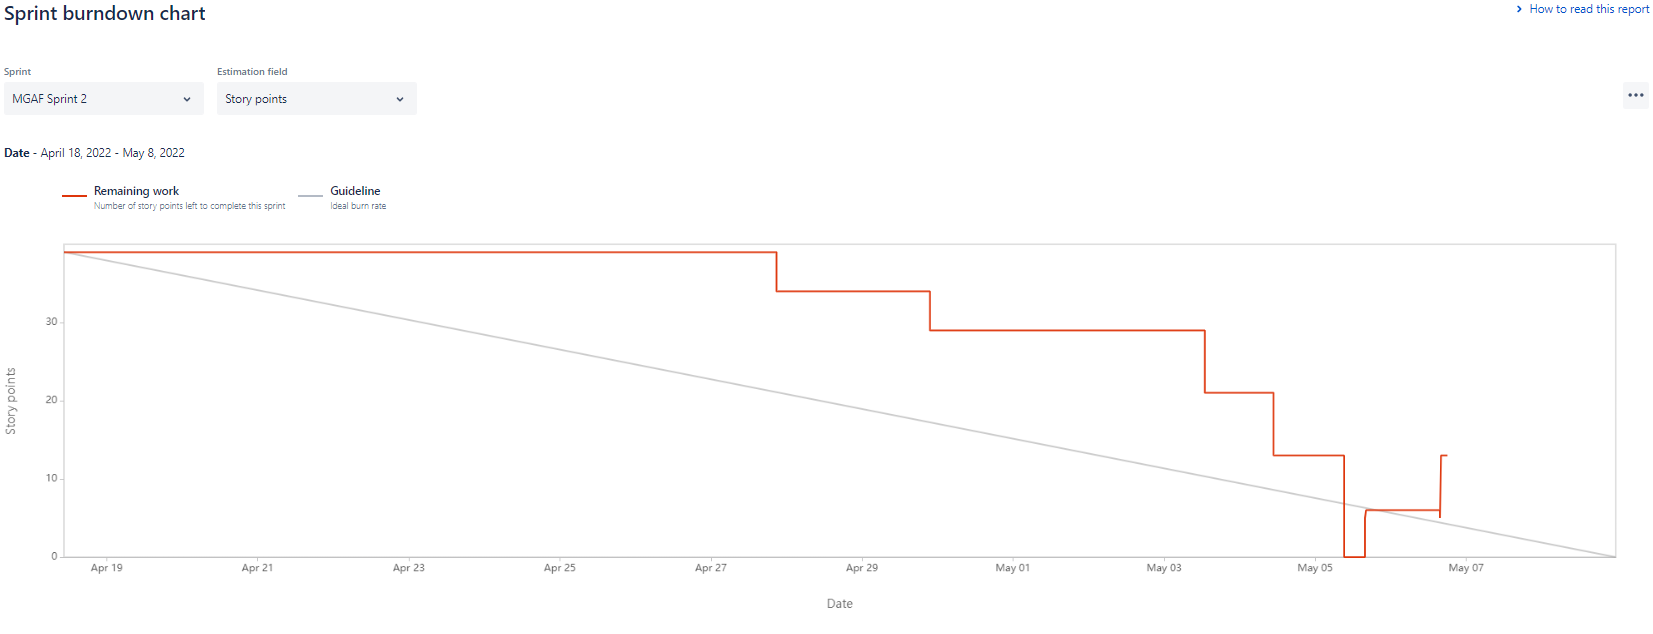 Sprint burndown chart
How to read this report
Sprint
Estimation field
MGAF Sprint 2
Story points
Date - April 18, 2022 - May 8, 2022
Remaining work
Number of story points left to complete this sprint
Guideline
Ideal burn rate
Story points
30
20
10
0
Apr 19
Apr 21
Apr 23
Apr 25
Apr 27
Apr 29
May 01
May 03
May 05
May 07
Date